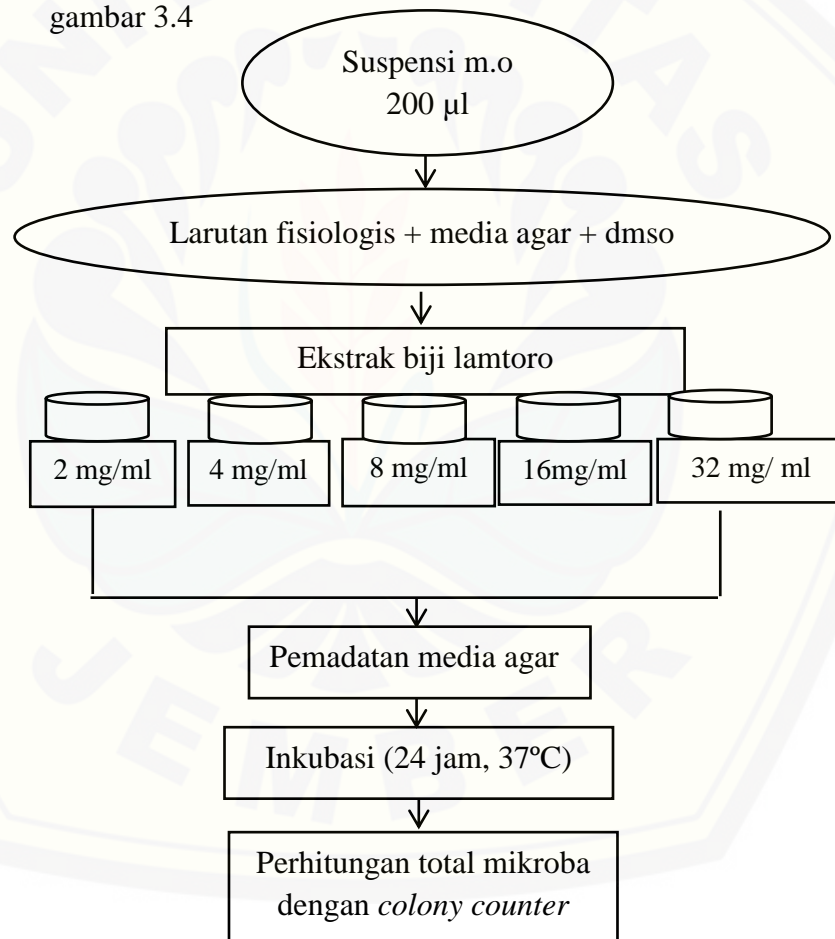 gambar 3.4
Suspensi m.o
200 µl
Larutan fisiologis + media agar + dmso
Ekstrak biji lamtoro
2 mg/ml
4 mg/ml
8 mg/ml
16mg/ml
32 mg/ ml
Pemadatan media agar
Inkubasi (24 jam, 37ºC)
Perhitungan total mikroba
dengan colony counter
JEMBER